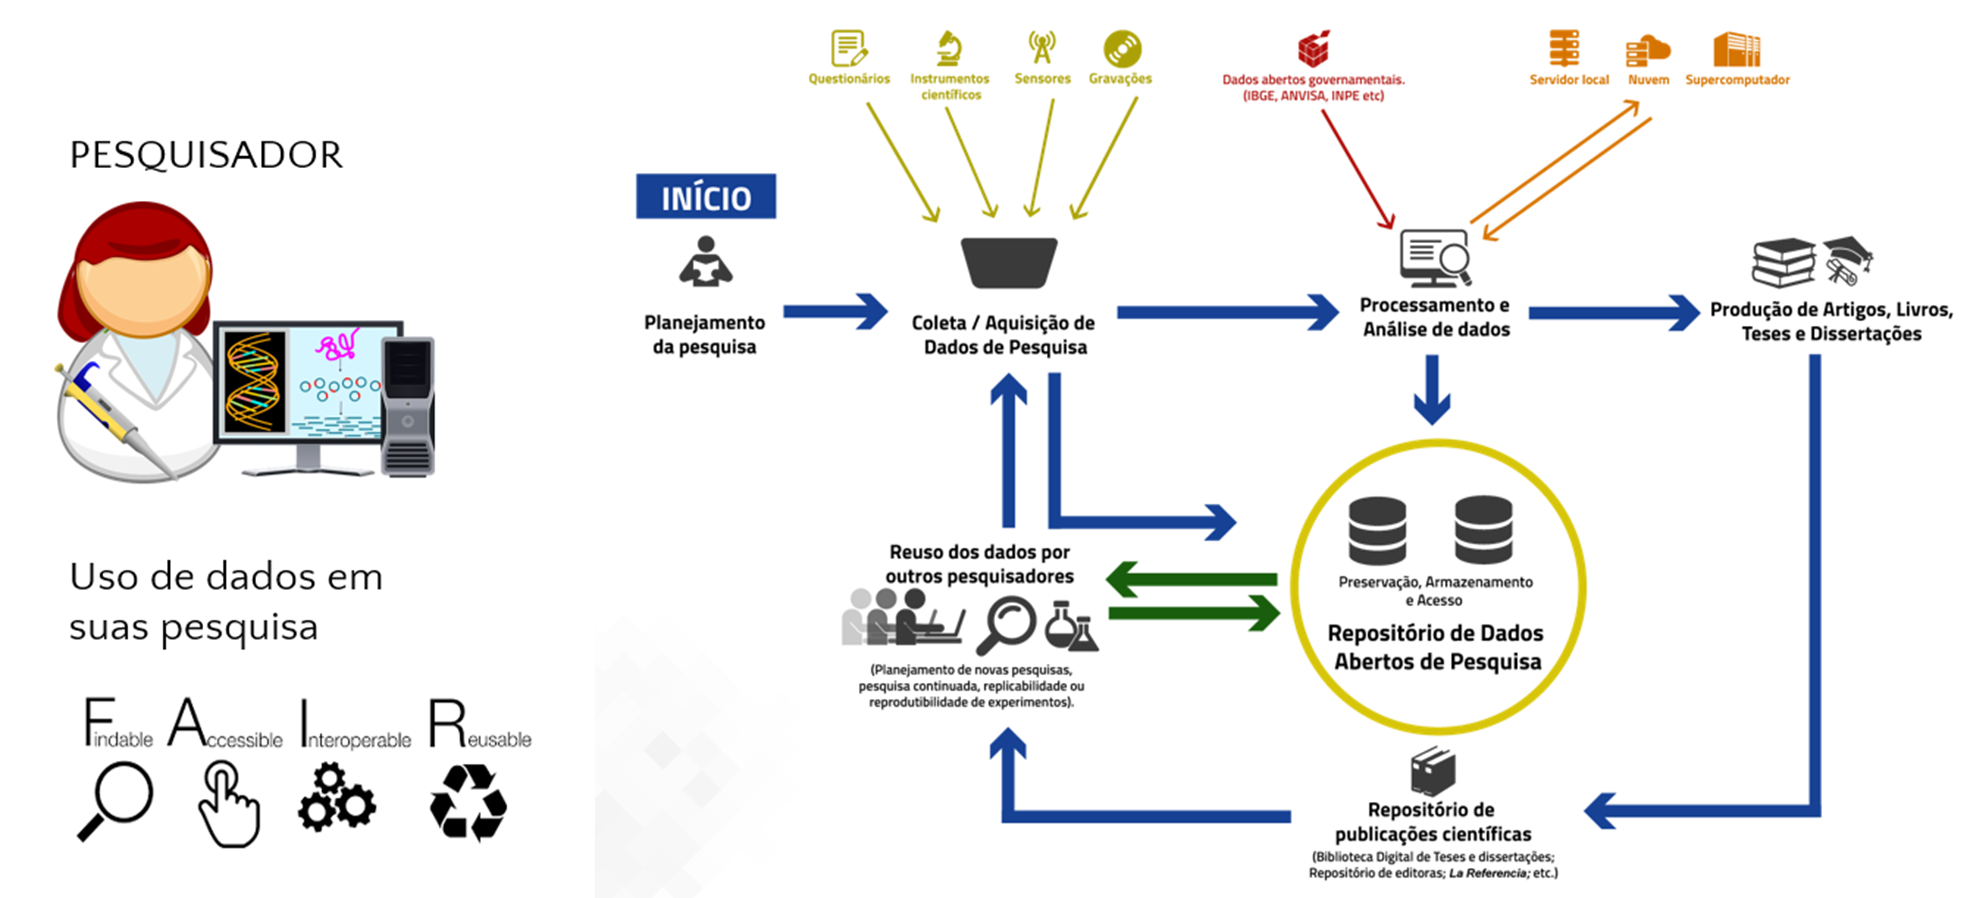 PESQUISADOR
Uso de dados em
suas pesquisa
Findable Accessible Interoperable Reusable
Questionários
Instrumentos
científicos
Sensores
Gravações
Dados abertos governamentais.
(IBGE, ANVISA, INPE etc)
Servidor local
Nuvem
Supercomputador
INÍCIO
Planejamento
da pesquisa
Coleta / Aquisição de
Dados de Pesquisa
Processamento e
Análise de dados
Produção de Artigos, Livros,
Teses e Dissertações
Reuso dos dados por
outros pesquisadores
(Planejamento de novas pesquisas,
pesquisa continuada, replicabilidade ou
reprodutibilidade de experimentos).
Preservação, Armazenamento
e Acesso
Repositório de Dados
Abertos de Pesquisa
Repositório de
publicações científicas
(Biblioteca Digital de Teses e dissertações;
Repositório de editoras; La Referencia; etc.)